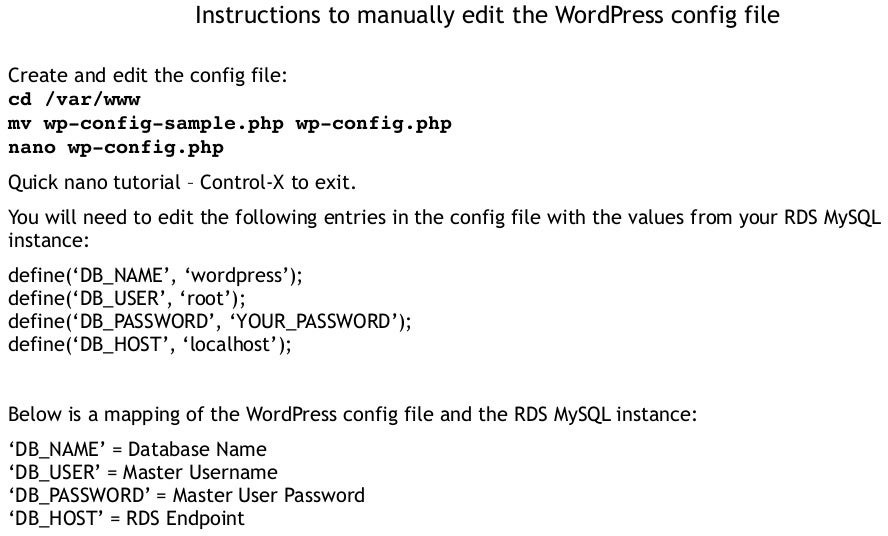 Instructions to manually edit the WordPress config file
Create and edit the config file:
cd /var/www
mv wp-config-sample.php wp-config.php
nano wp-config.php
Quick nano tutorial – Control-X to exit.
You will need to edit the following entries in the config file with the values from your RDS MySQL
instance:
define(‘DB_NAME’, ‘wordpress’);
define(‘DB_USER’, ‘root’);
define(‘DB_PASSWORD’, ‘YOUR_PASSWORD’);
define(‘DB_HOST’, ‘localhost’);
Below is a mapping of the WordPress config file and the RDS MySQL instance:
‘DB_NAME’ = Database Name
‘DB_USER’ = Master Username
‘DB_PASSWORD’ = Master User Password
‘DB_HOST’ = RDS Endpoint